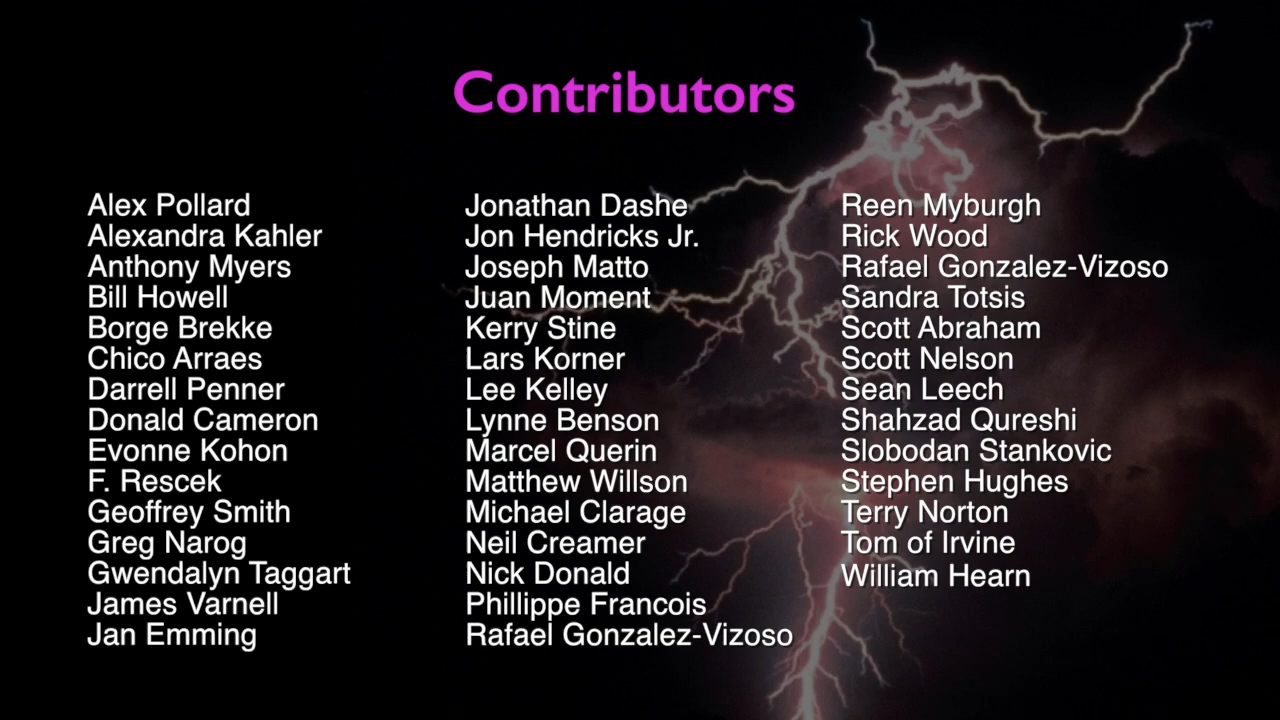 Contributors
Alex Pollard
Alexandra Kahler
Anthony Myers
Bill Howell
Borge Brekke
Chico Arraes
Darrell Penner
Donald Cameron
Evonne Kohon
F. Rescek
Geoffrey Smith
Greg Narog
Gwendalyn Taggart
James Varnell
Jan Emming
Jonathan Dashe
Jon Hendricks Jr.
Joseph Matto
Juan Moment
Kerry Stine
Lars Korner
Lee Kelley
Lynne Benson
Marcel Querin
Matthew Willson
Michael Clarage
Neil Creamer
Nick Donald
Phillippe Francois
Rafael Gonzalez-Vizoso
Reen Myburgh
Rick Wood
Rafael Gonzalez-Vizoso
Sandra Totsis
Scott Abraham
Scott Nelson
Sean Leech
Shahzad Qureshi
Slobodan Stankovic
Stephen Hughes
Terry Norton
Tom of Irvine
William Hearn